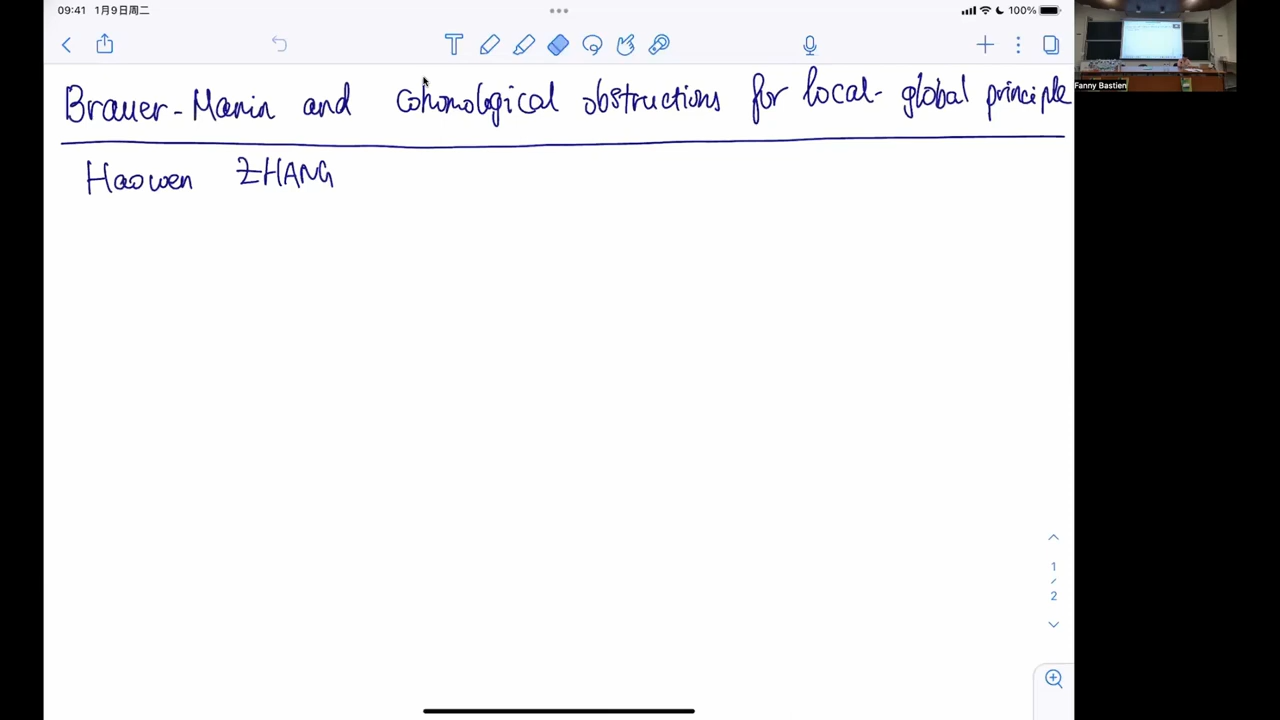 09:41 1月9日周二
100%
Brauer-Manin and cohomological obstructions for local-global principle
Haowen ZHANG
Fanny Bastien
1
2